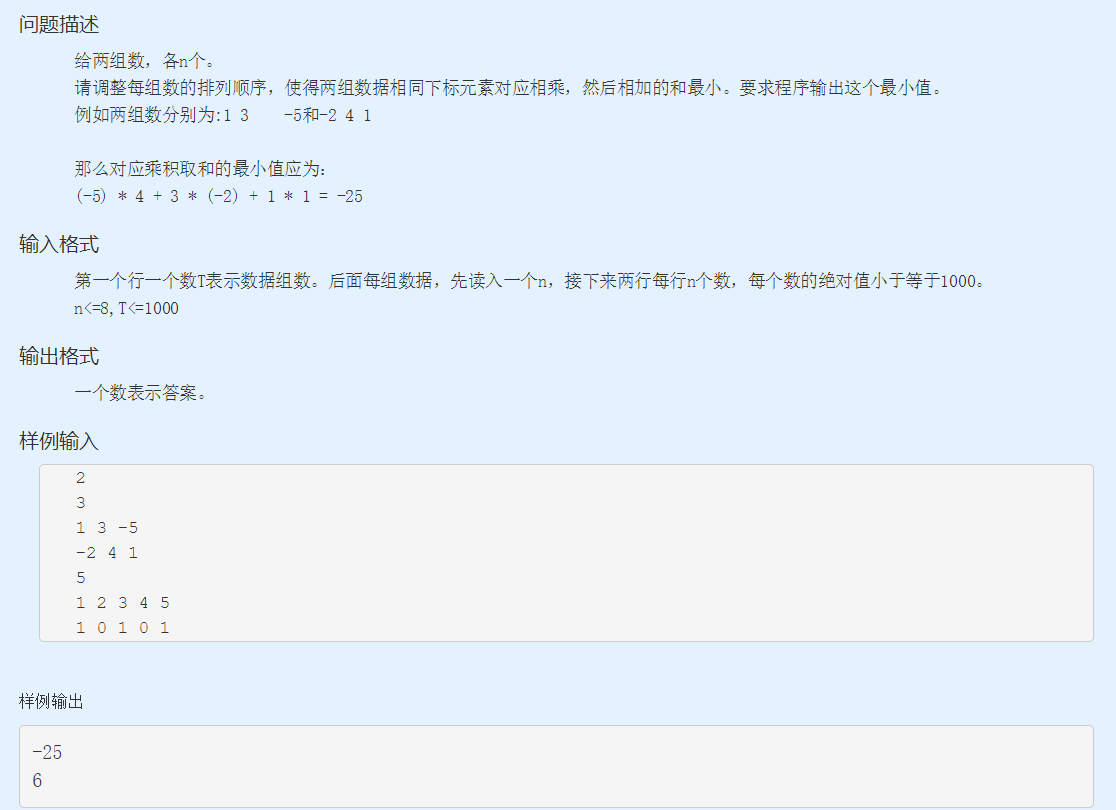 问题描述
给两组数，各n个。
请调整每组数的排列顺序，使得两组数据相同下标元素对应相乘，然后相加的和最小。要求程序输出这个最小值。
例如两组数分别为:1 3    -5和-2 4 1
那么对应乘积取和的最小值应为：
(-5) * 4 + 3 * (-2) + 1 * 1 = -25
输入格式
第一个行一个数T表示数据组数。后面每组数据，先读入一个n，接下来两行每行n个数，每个数的绝对值小于等于1000。
n<=8,T<=1000
输出格式
一个数表示答案。
样例输入
2
3
1 3 -5
-2 4 1
5
1 2 3 4 5
1 0 1 0 1
样例输出
-25
6